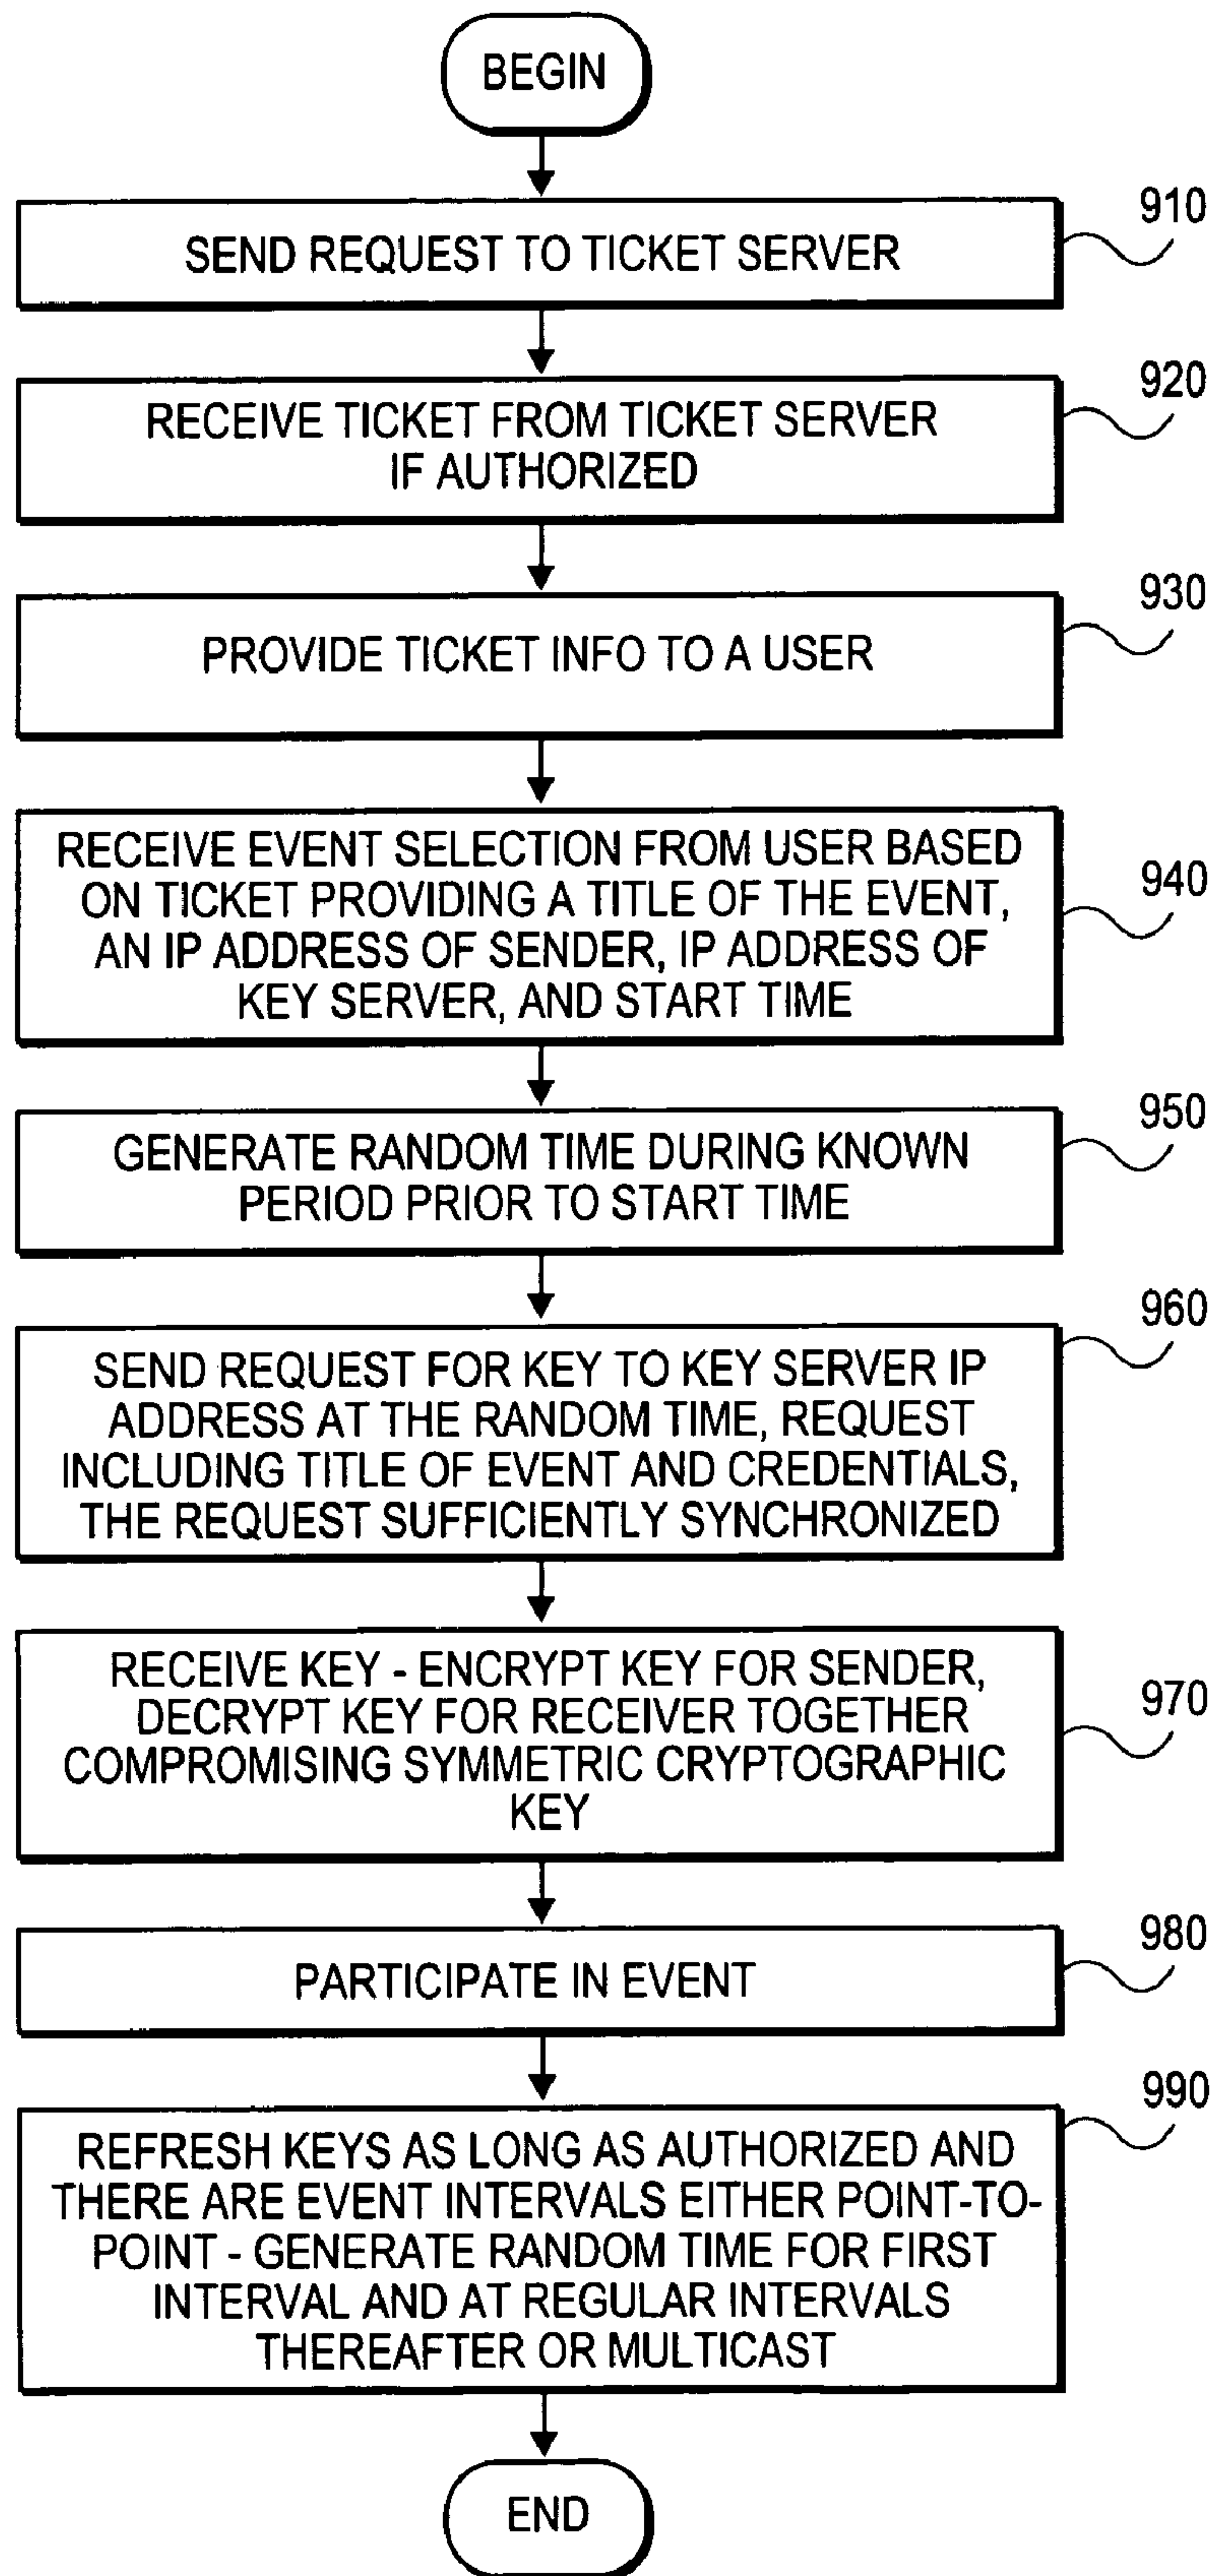 BEGIN
910
SEND REQUEST TO TICKET SERVER
920
RECEIVE TICKET FROM TICKET SERVER
IF AUTHORIZED
930
PROVIDE TICKET INFO TO A USER
940
RECEIVE EVENT SELECTION FROM USER BASED
ON TICKET PROVIDING A TITLE OF THE EVENT,
AN IP ADDRESS OF SENDER, IP ADDRESS OF
KEY SERVER, AND START TIME
950
GENERATE RANDOM TIME DURING KNOWN
PERIOD PRIOR TO START TIME
960
SEND REQUEST FOR KEY TO KEY SERVER IP
ADDRESS AT THE RANDOM TIME, REQUEST
INCLUDING TITLE OF EVENT AND CREDENTIALS,
THE REQUEST SUFFICIENTLY SYNCHRONIZED
970
RECEIVE KEY - ENCRYPT KEY FOR SENDER,
DECRYPT KEY FOR RECEIVER TOGETHER
COMPROMISING SYMMETRIC CRYPTOGRAPHIC
KEY
980
PARTICIPATE IN EVENT
990
REFRESH KEYS AS LONG AS AUTHORIZED AND
THERE ARE EVENT INTERVALS EITHER POINT-TO-
POINT - GENERATE RANDOM TIME FOR FIRST
INTERVAL AND AT REGULAR INTERVALS
THEREAFTER OR MULTICAST
END